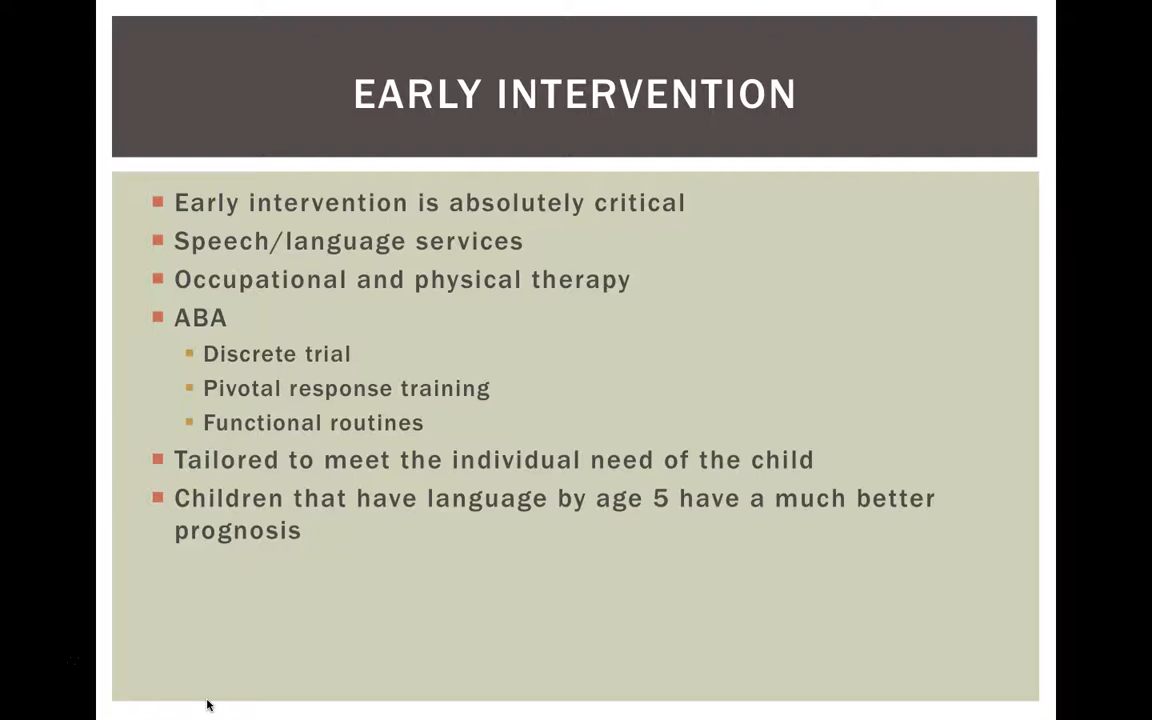 EARLY INTERVENTION
Early intervention is absolutely critical
Speech/language services
Occupational and physical therapy
ABA
Discrete trial
Pivotal response training
Functional routines
Tailored to meet the individual need of the child
Children that have language by age 5 have a much better
prognosis